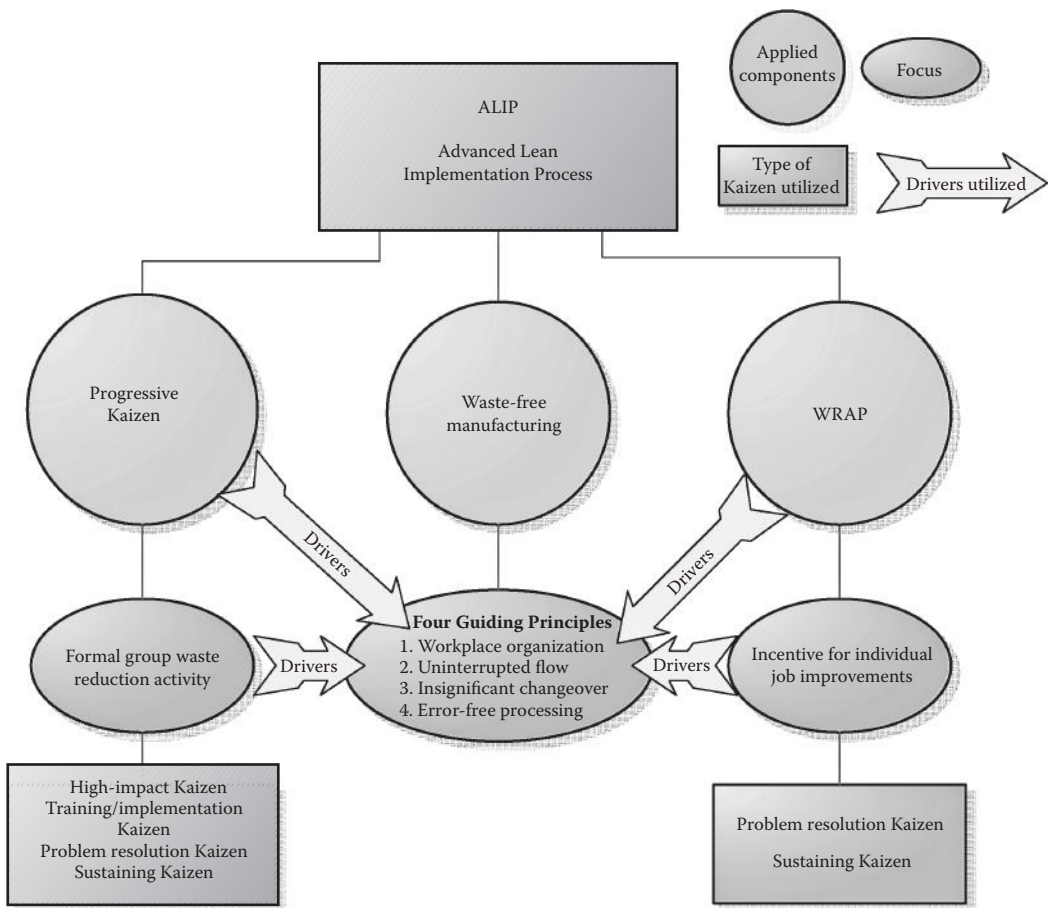 ALIP
Advanced Lean
Implementation Process
Applied
components
Focus
Type of
Kaizen utilized
Drivers utilized
Progressive
Kaizen
Waste-free
manufacturing
WRAP
Drivers
Drivers
Formal group waste
reduction activity
Drivers
Four Guiding Principles
1. Workplace organization
2. Uninterrupted flow
3. Insignificant changeover
4. Error-free processing
Drivers
Incentive for individual
job improvements
High-impact Kaizen
Training/implementation
Kaizen
Problem resolution Kaizen
Sustaining Kaizen
Problem resolution Kaizen
Sustaining Kaizen